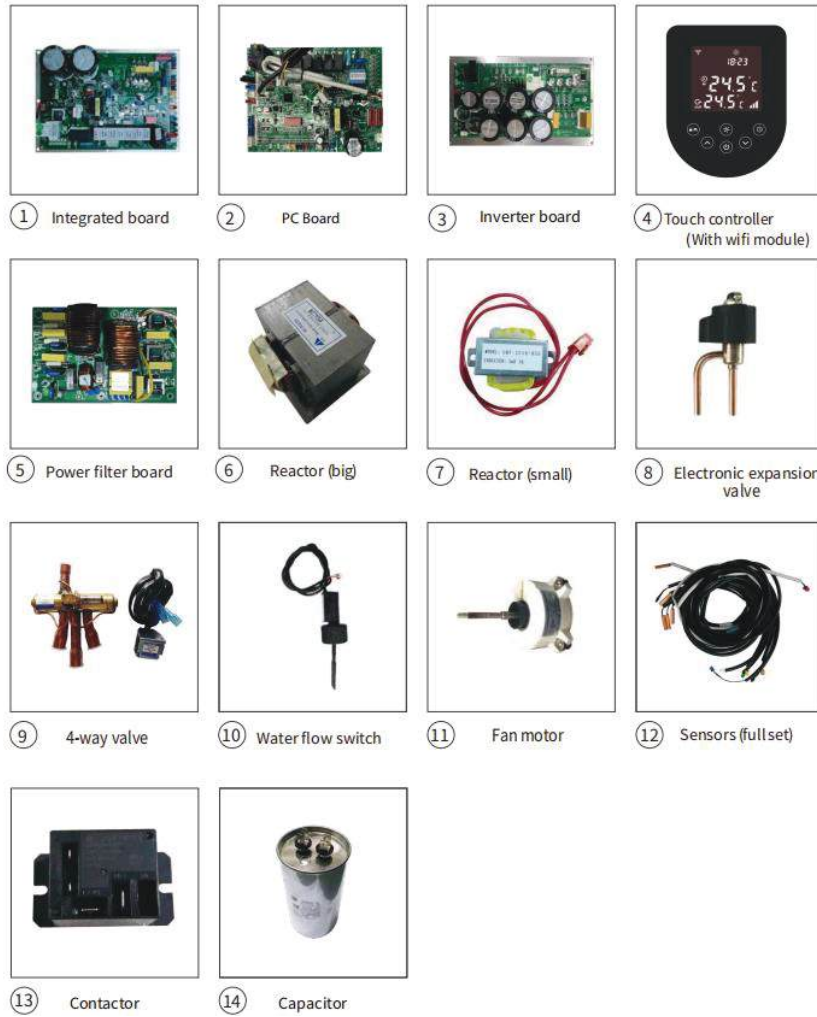 18:23
24.5°C
24.5°C
1 Integrated board
2 PC Board
3 Inverter board
4 Touch controller
(With wifi module)
5 Power filter board
6 Reactor (big)
7 Reactor (small)
8 Electronic expansion
valve
9 4-way valve
10 Water flow switch
11 Fan motor
12 Sensors (full set)
13 Contactor
14 Capacitor